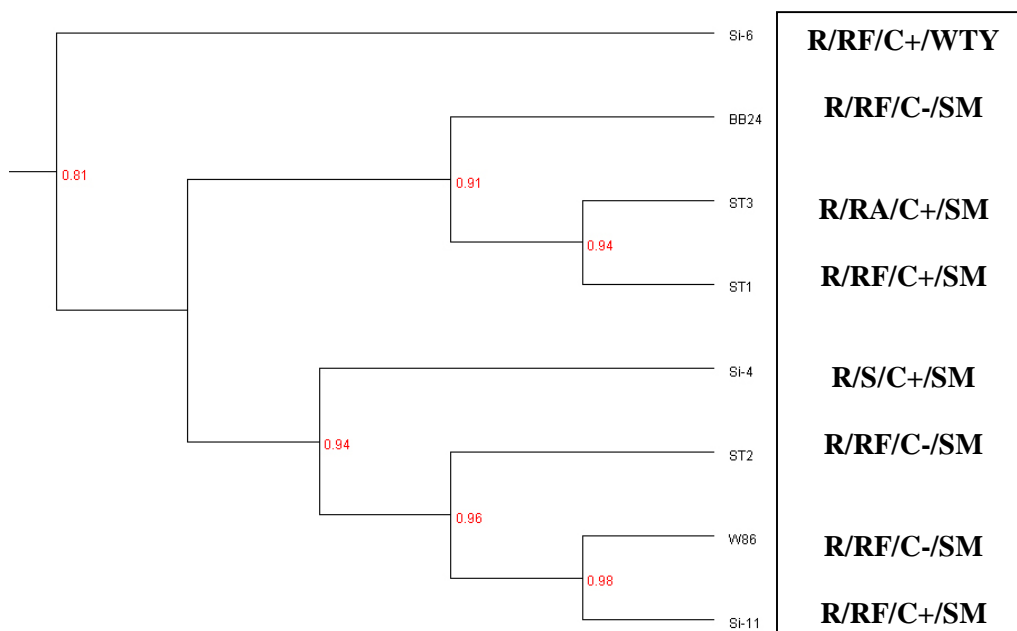 Si-6 R/RF/C+/WTY
BB24 R/RF/C-/SM
0.81
0.91
ST3 R/RA/C+/SM
0.94
ST1 R/RF/C+/SM
Si-4 R/S/C+/SM
0.94
ST2 R/RF/C-/SM
0.96
W86 R/RF/C-/SM
0.98
Si-11 R/RF/C+/SM